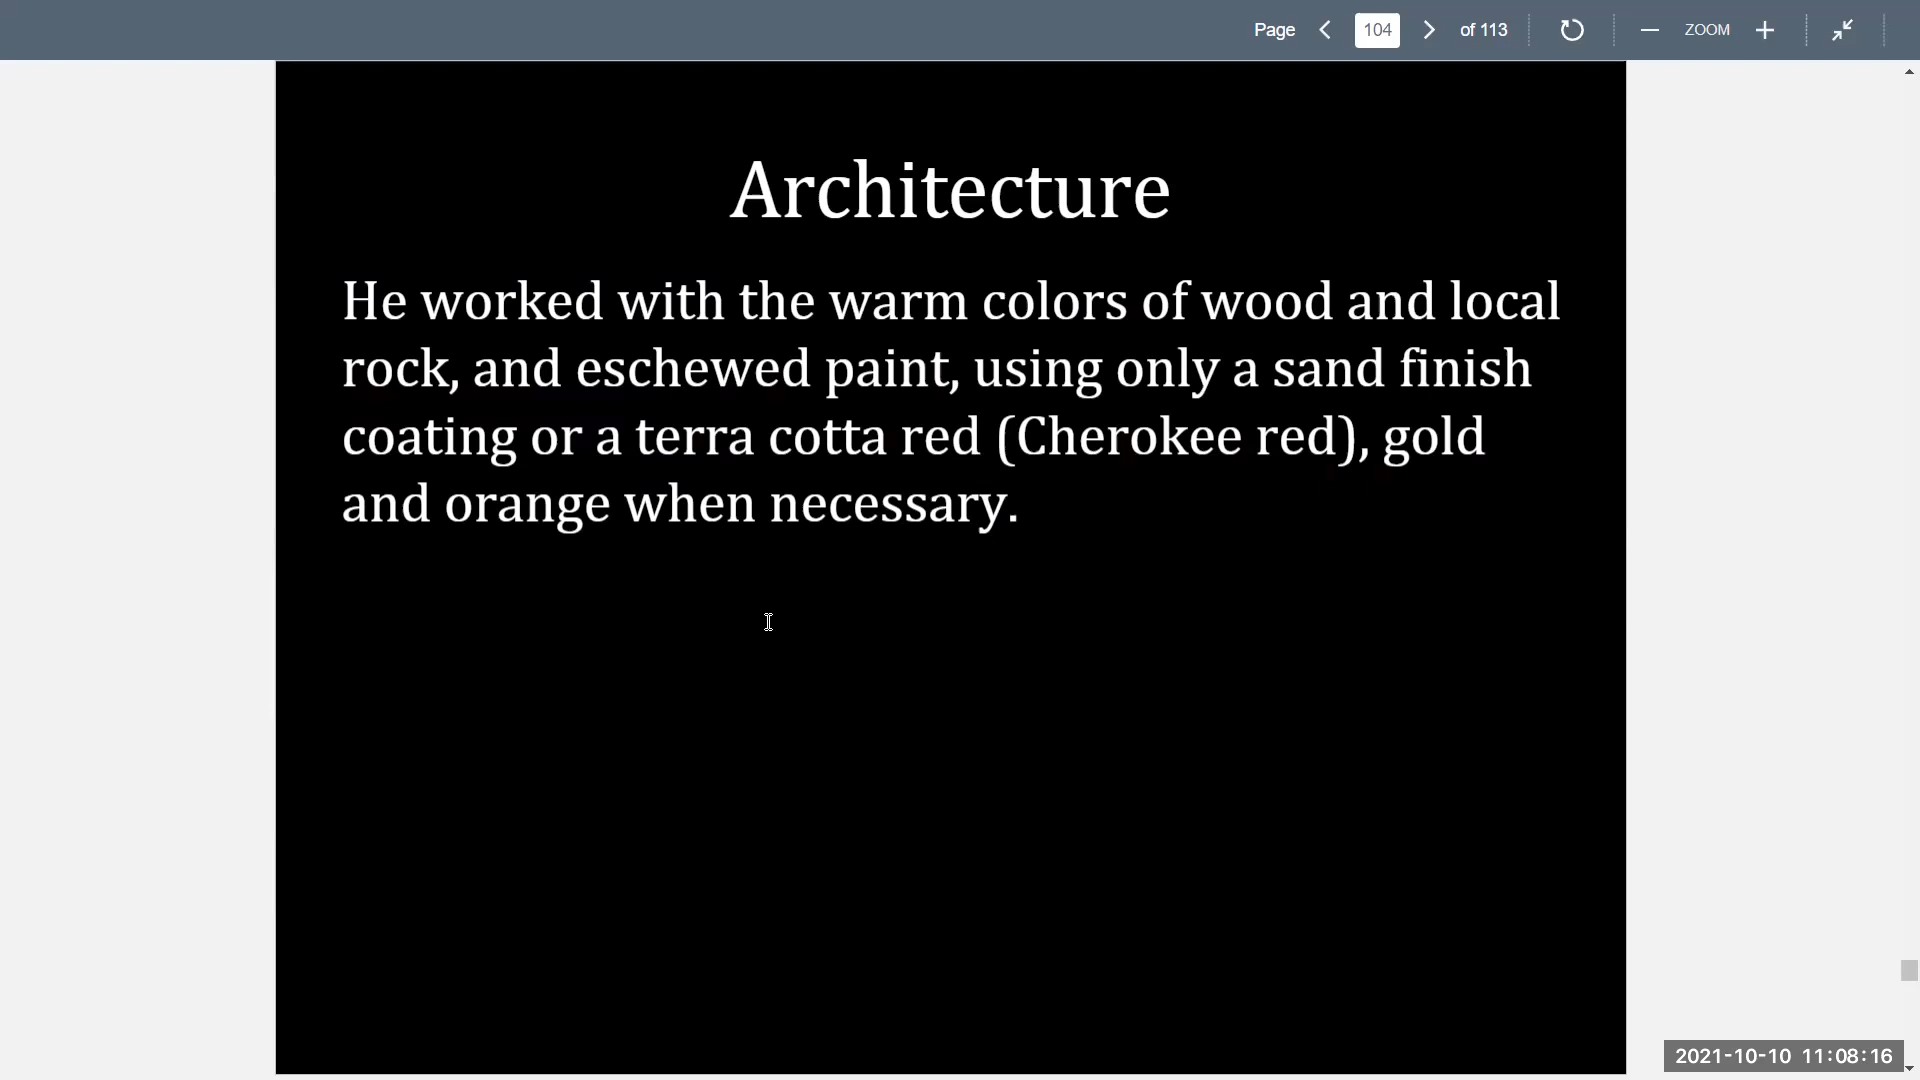 Page 104 of 113 ZOOM
Architecture
He worked with the warm colors of wood and local
rock, and eschewed paint, using only a sand finish
coating or a terra cotta red (Cherokee red), gold
and orange when necessary.
2021-10-10 11:08:16